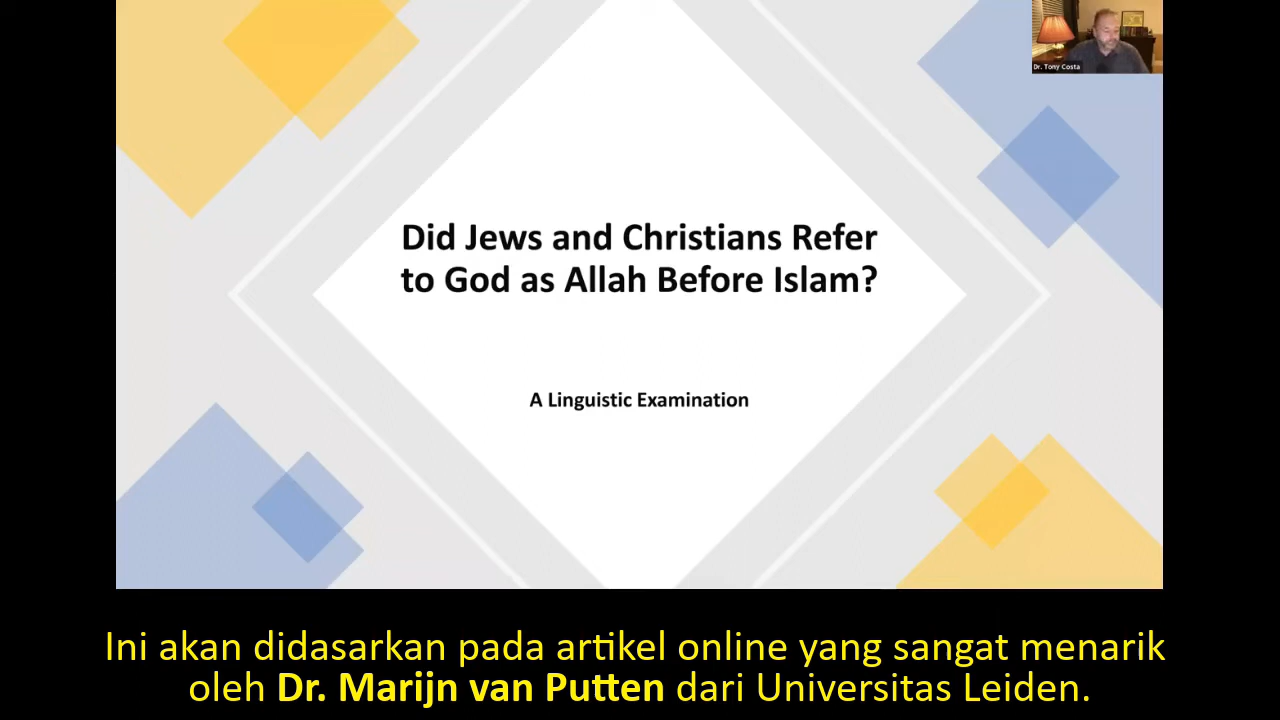 Dr. Tony Costa
Did Jews and Christians Refer
to God as Allah Before Islam?
A Linguistic Examination
Ini akan didasarkan pada artikel online yang sangat menarik
oleh Dr. Marijn van Putten dari Universitas Leiden.